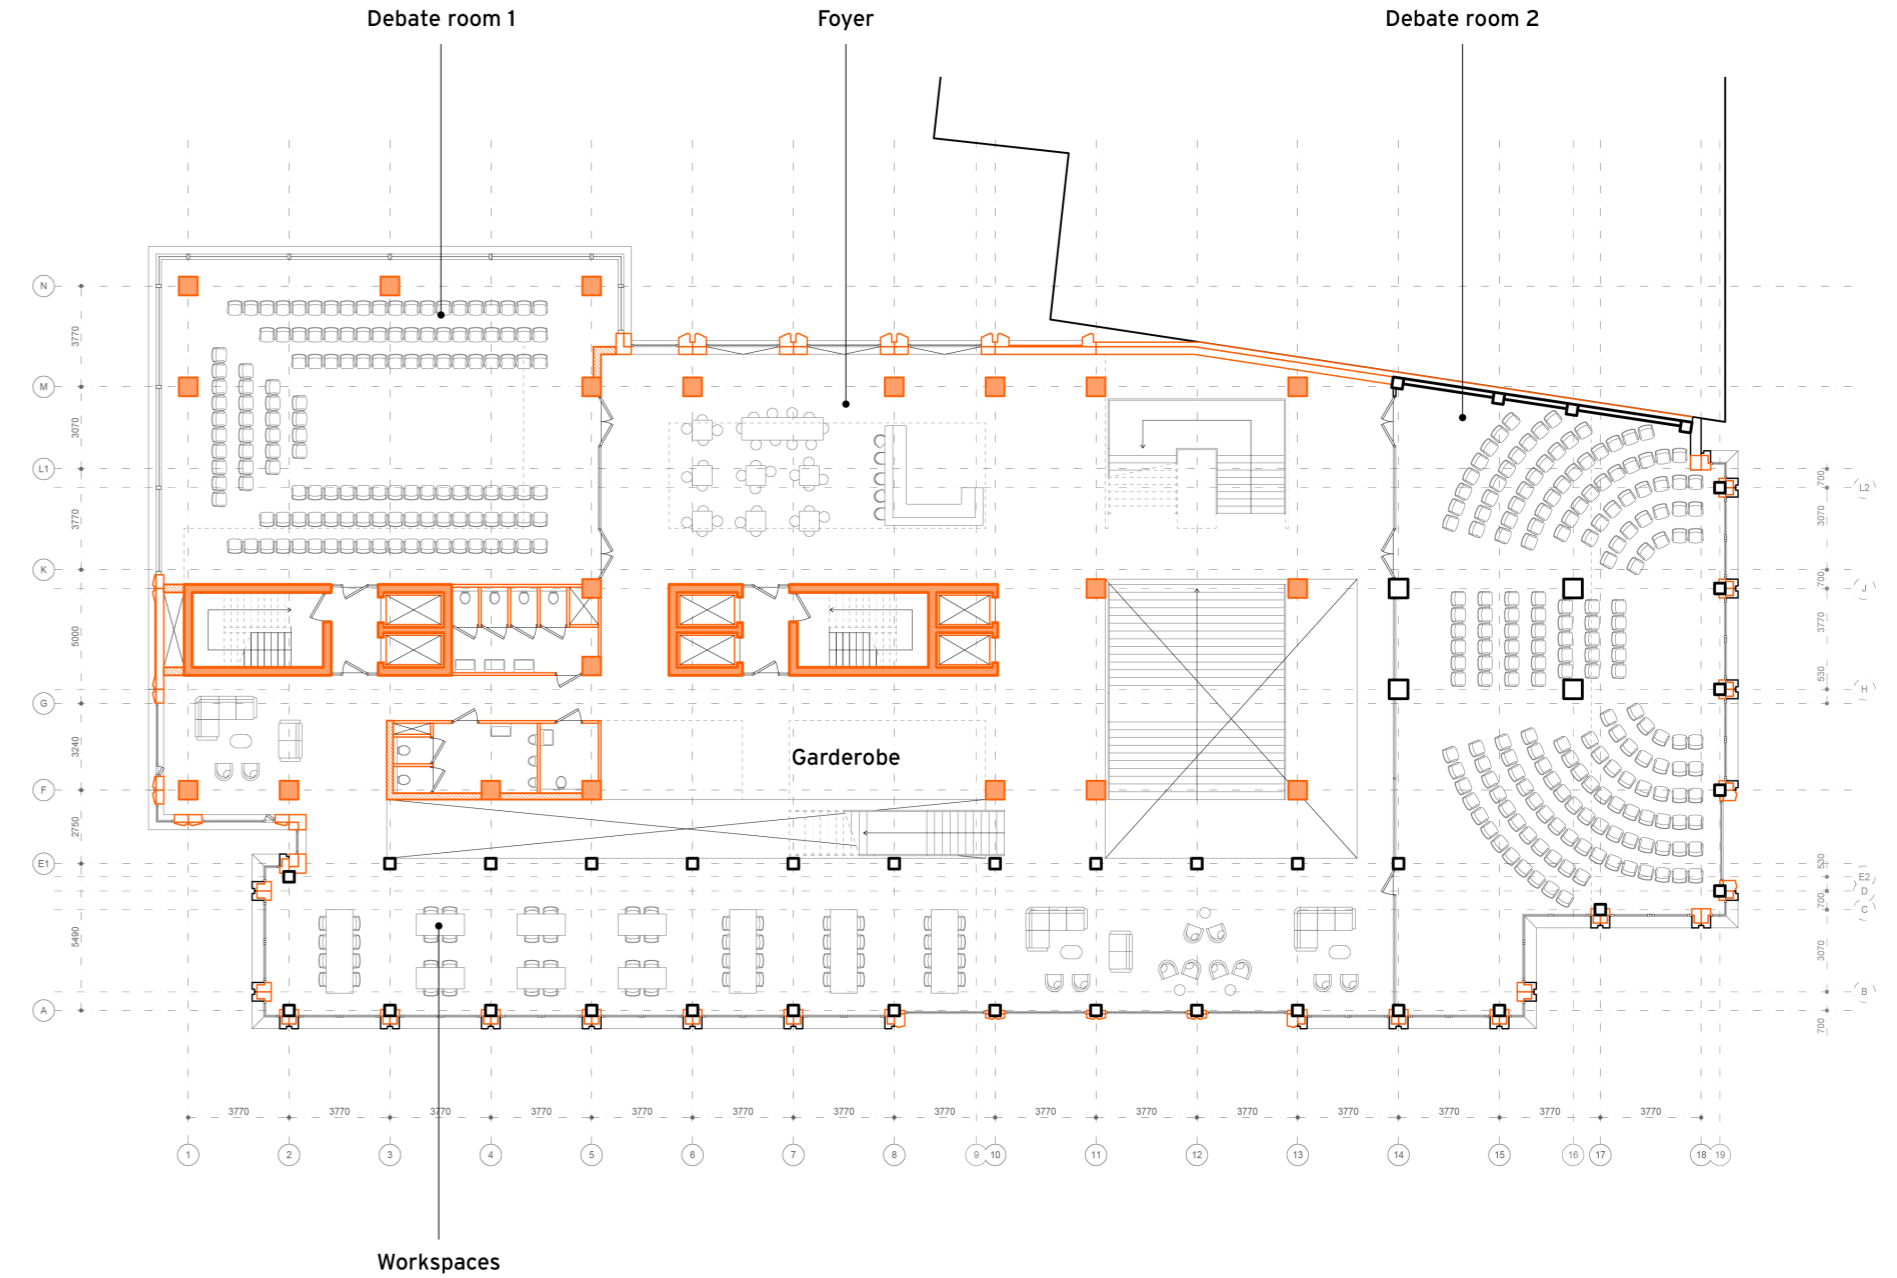 Debate room 1
Foyer
Debate room 2
N
3770
M
3070
L1
3770
K
5000
G
3240
F
2750
E1
5490
A
700
L2
3070
700
J
3770
530
H
530
E2
D
700
C
3070
B
700
Garderobe
3770 3770 3770 3770 3770 3770 3770 3770 3770 3770 3770 3770 3770 3770 3770
1 2 3 4 5 6 7 8 9 10 11 12 13 14 15 16 17 18 19
Workspaces